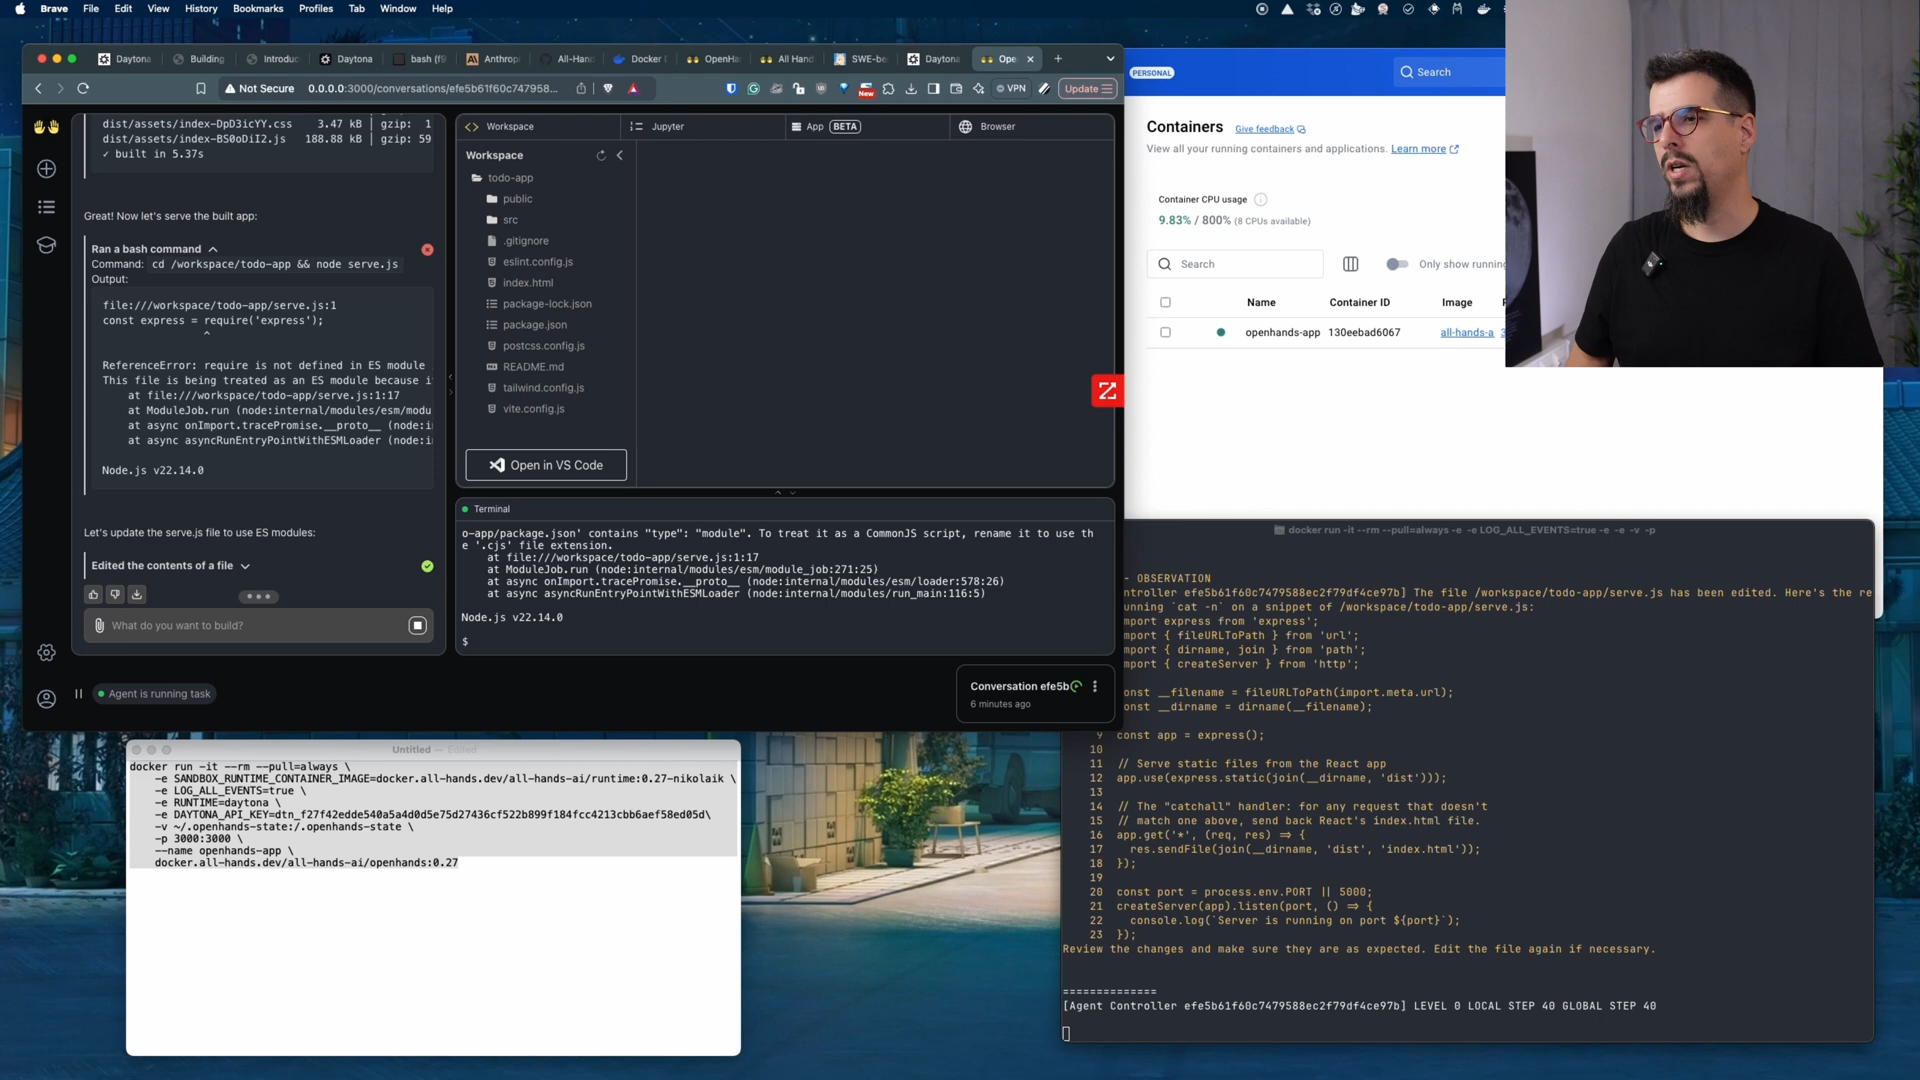 Brave File Edit View History Bookmarks Profiles Tab Window Help
Daytona Building Introduc Daytona bash (f9 Anthrop All-Han Docker OpenHa All Hand SWE-be Daytona Ope
Not Secure 0.0.0.0:3000/conversations/efe5b61f60c747958... New VPN Update
dist/assets/index-DpD3icYY.css 3.47 kB | gzip: 1
dist/assets/index-BS0oDiI2.js 188.88 kB | gzip: 59
✓ built in 5.37s
Great! Now let's serve the built app:
Ran a bash command
Command: cd /workspace/todo-app && node serve.js
Output:
file:///workspace/todo-app/serve.js:1
const express = require('express');
^
ReferenceError: require is not defined in ES module
This file is being treated as an ES module because i
at file:///workspace/todo-app/serve.js:1:17
at ModuleJob.run (node:internal/modules/esm/modu
at async onImport.tracePromise.__proto__ (node:i
at async asyncRunEntryPointWithESMLoader (node:i
Node.js v22.14.0
Let's update the serve.js file to use ES modules:
Edited the contents of a file
What do you want to build?
Agent is running task
Workspace Jupyter App BETA Browser
Workspace
todo-app
public
src
.gitignore
eslint.config.js
index.html
package-lock.json
package.json
postcss.config.js
README.md
tailwind.config.js
vite.config.js
Open in VS Code
Terminal
o-app/package.json' contains "type": "module". To treat it as a CommonJS script, rename it to use th
e '.cjs' file extension.
at file:///workspace/todo-app/serve.js:1:17
at ModuleJob.run (node:internal/modules/esm/module_job:271:25)
at async onImport.tracePromise.__proto__ (node:internal/modules/esm/loader:578:26)
at async asyncRunEntryPointWithESMLoader (node:internal/modules/run_main:116:5)
Node.js v22.14.0
$
Conversation efe5b
6 minutes ago
PERSONAL Search
Containers Give feedback
View all your running containers and applications. Learn more
Container CPU usage
9.83% / 800% (8 CPUs available)
Search Only show running
Name Container ID Image
openhands-app 130eebad6067 all-hands-a
Untitled — Edited
docker run -it --rm --pull=always \
-e SANDBOX_RUNTIME_CONTAINER_IMAGE=docker.all-hands.dev/all-hands-ai/runtime:0.27-nikolaik \
-e LOG_ALL_EVENTS=true \
-e RUNTIME=daytona \
-e DAYTONA_API_KEY=dtn_f27f42edde540a5a4d0d5e75d27436cf522b899f184fcc4213cbb6aef58ed05d\
-v ~/.openhands-state:/.openhands-state \
-p 3000:3000 \
--name openhands-app \
docker.all-hands.dev/all-hands-ai/openhands:0.27
docker run -it --rm --pull=always -e -e LOG_ALL_EVENTS=true -e -e -v -p
- OBSERVATION
ntroller efe5b61f60c7479588ec2f79df4ce97b] The file /workspace/todo-app/serve.js has been edited. Here's the re
unning `cat -n` on a snippet of /workspace/todo-app/serve.js:
mport express from 'express';
mport { fileURLToPath } from 'url';
mport { dirname, join } from 'path';
mport { createServer } from 'http';
onst __filename = fileURLToPath(import.meta.url);
onst __dirname = dirname(__filename);
9 const app = express();
10
11 // Serve static files from the React app
12 app.use(express.static(join(__dirname, 'dist')));
13
14 // The "catchall" handler: for any request that doesn't
15 // match one above, send back React's index.html file.
16 app.get('*', (req, res) => {
17 res.sendFile(join(__dirname, 'dist', 'index.html'));
18 });
19
20 const port = process.env.PORT || 5000;
21 createServer(app).listen(port, () => {
22 console.log(`Server is running on port ${port}`);
23 });
Review the changes and make sure they are as expected. Edit the file again if necessary.
==============
[Agent Controller efe5b61f60c7479588ec2f79df4ce97b] LEVEL 0 LOCAL STEP 40 GLOBAL STEP 40